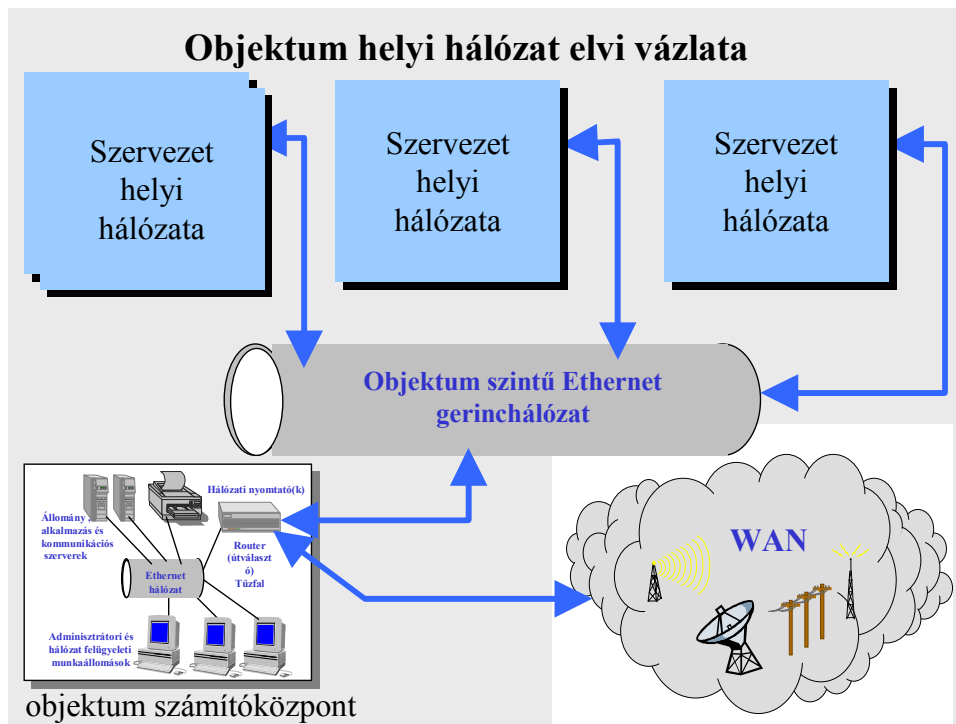 Objektum helyi hálózat elvi vázlata
Szervezet
helyi
hálózata
Szervezet
helyi
hálózata
Szervezet
helyi
hálózata
Objektum szintű Ethernet
gerinchálózat
Hálózati nyomtató(k)
Állomány ,
alkalmazás és
kommunikációs
szerverek
Router
(útválaszt
ó)
Tűzfal
Ethernet
hálózat
Adminisztrátori és
hálózat felügyeleti
munkaállomások
objektum számítóközpont
WAN